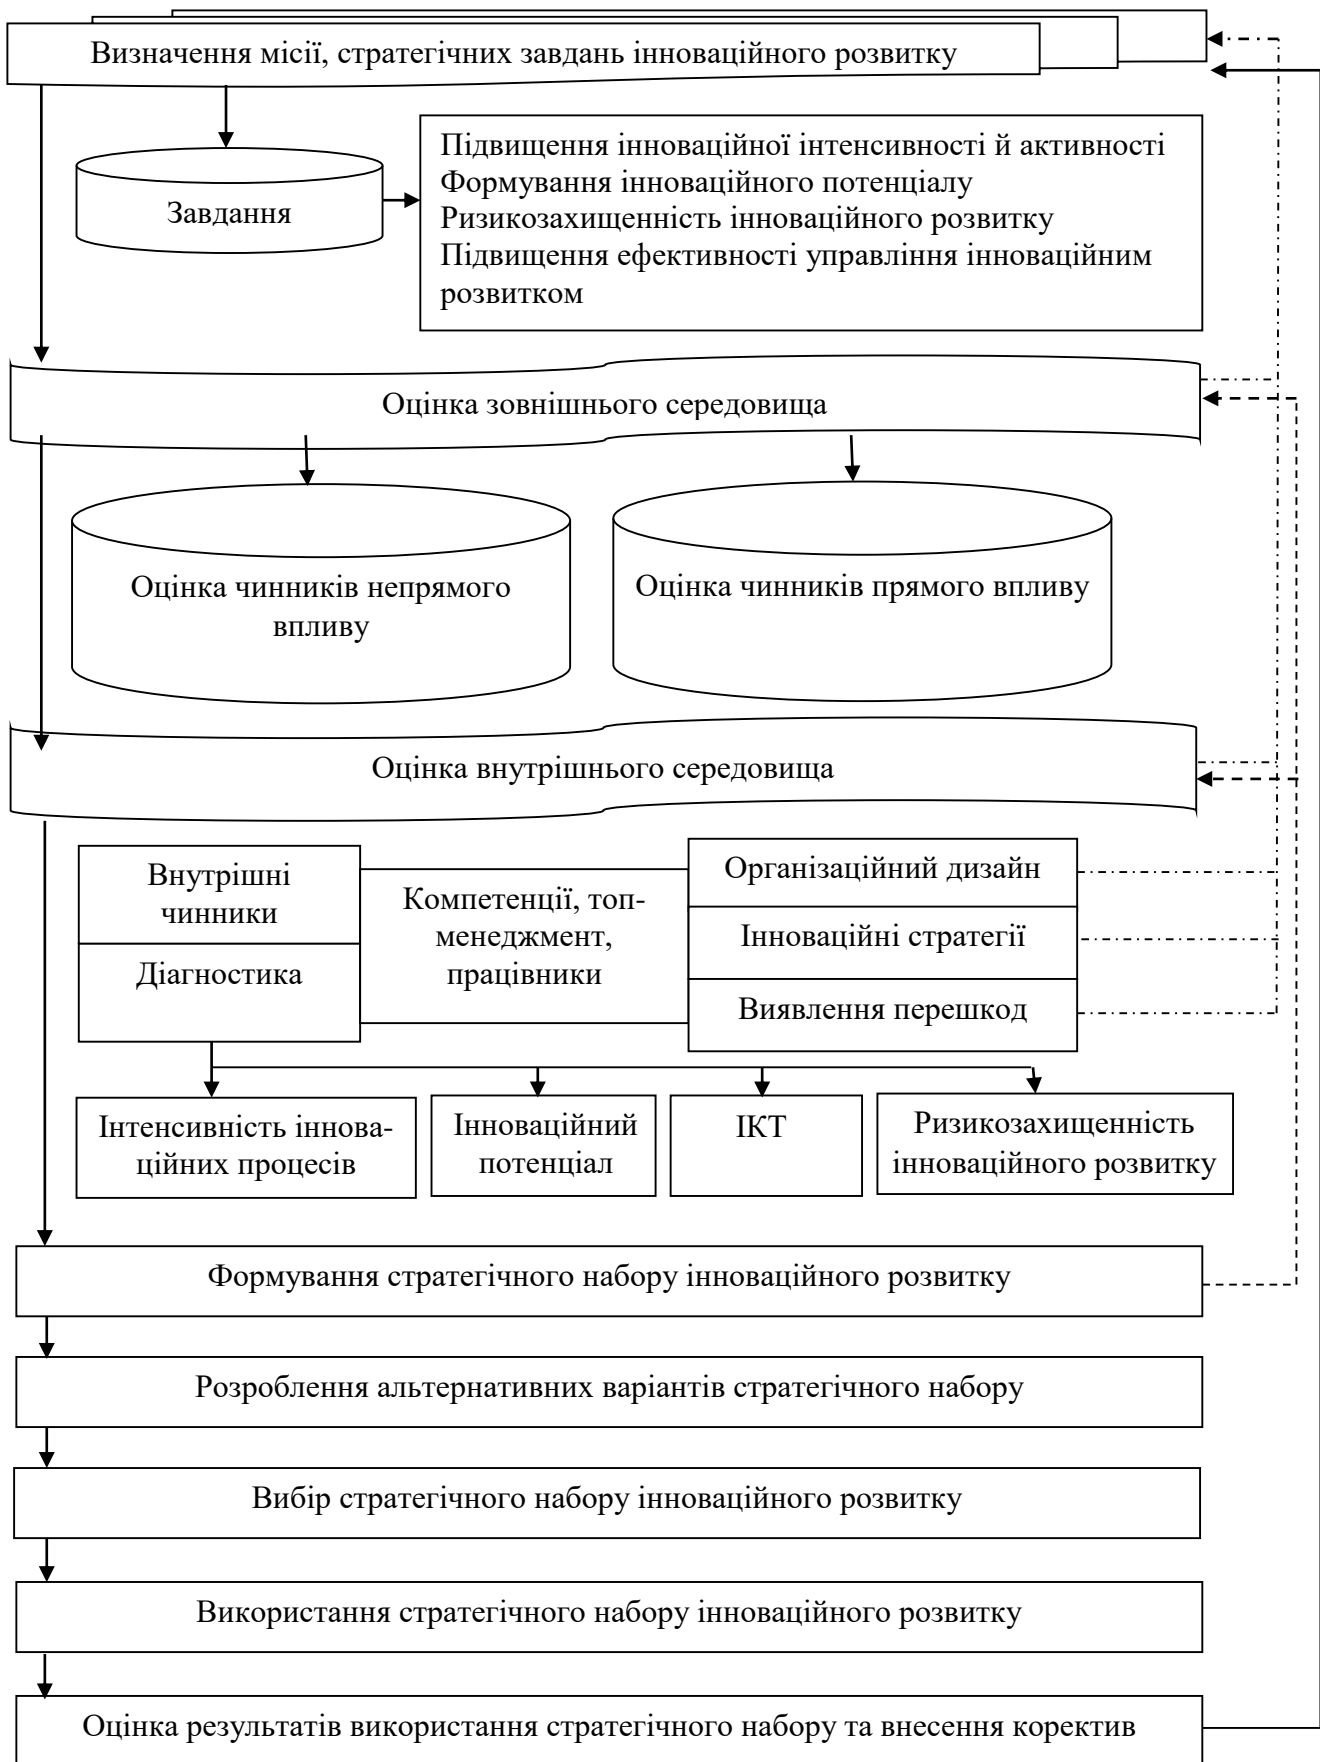 Визначення місії, стратегічних завдань інноваційного розвитку
Завдання
Підвищення інноваційної інтенсивності й активності
Формування інноваційного потенціалу
Ризикозахищенність інноваційного розвитку
Підвищення ефективності управління інноваційним
розвитком
Оцінка зовнішнього середовища
Оцінка чинників непрямого
впливу
Оцінка чинників прямого впливу
Оцінка внутрішнього середовища
Внутрішні
чинники
Діагностика
Компетенції, топ-
менеджмент,
працівники
Організаційний дизайн
Інноваційні стратегії
Виявлення перешкод
Інтенсивність іннова-
ційних процесів
Інноваційний
потенціал
ІКТ
Ризикозахищенність
інноваційного розвитку
Формування стратегічного набору інноваційного розвитку
Розроблення альтернативних варіантів стратегічного набору
Вибір стратегічного набору інноваційного розвитку
Використання стратегічного набору інноваційного розвитку
Оцінка результатів використання стратегічного набору та внесення коректив